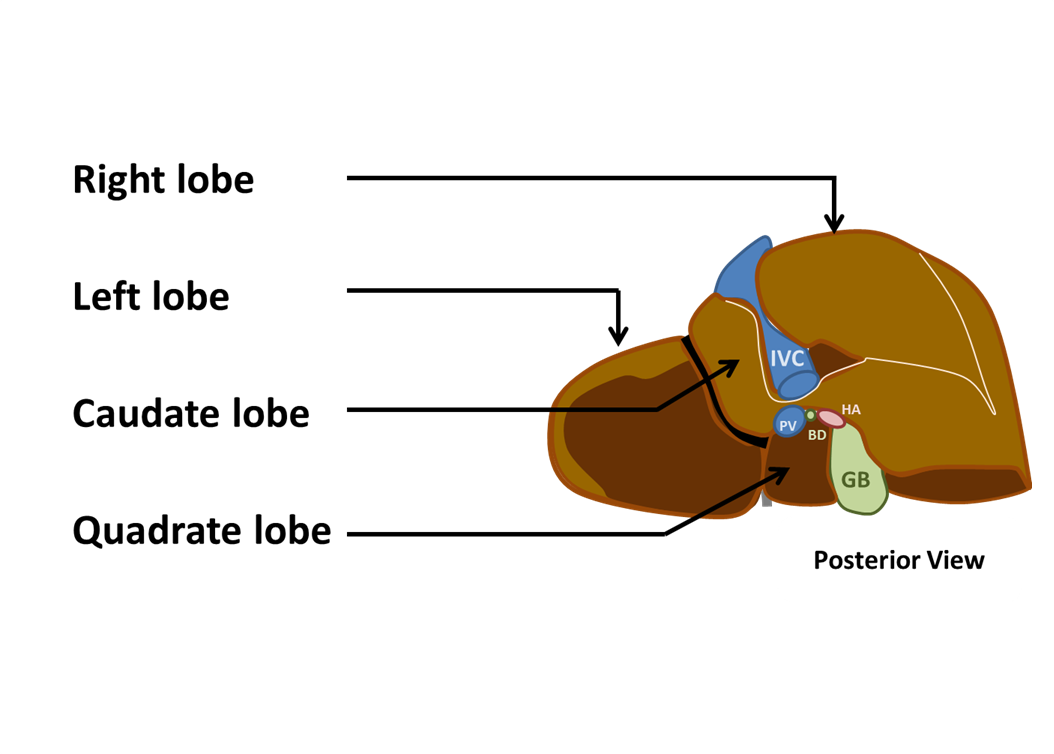 Right lobe
Left lobe
IVC
Caudate lobe
HA
PV
BD
GB
Quadrate lobe
Posterior View